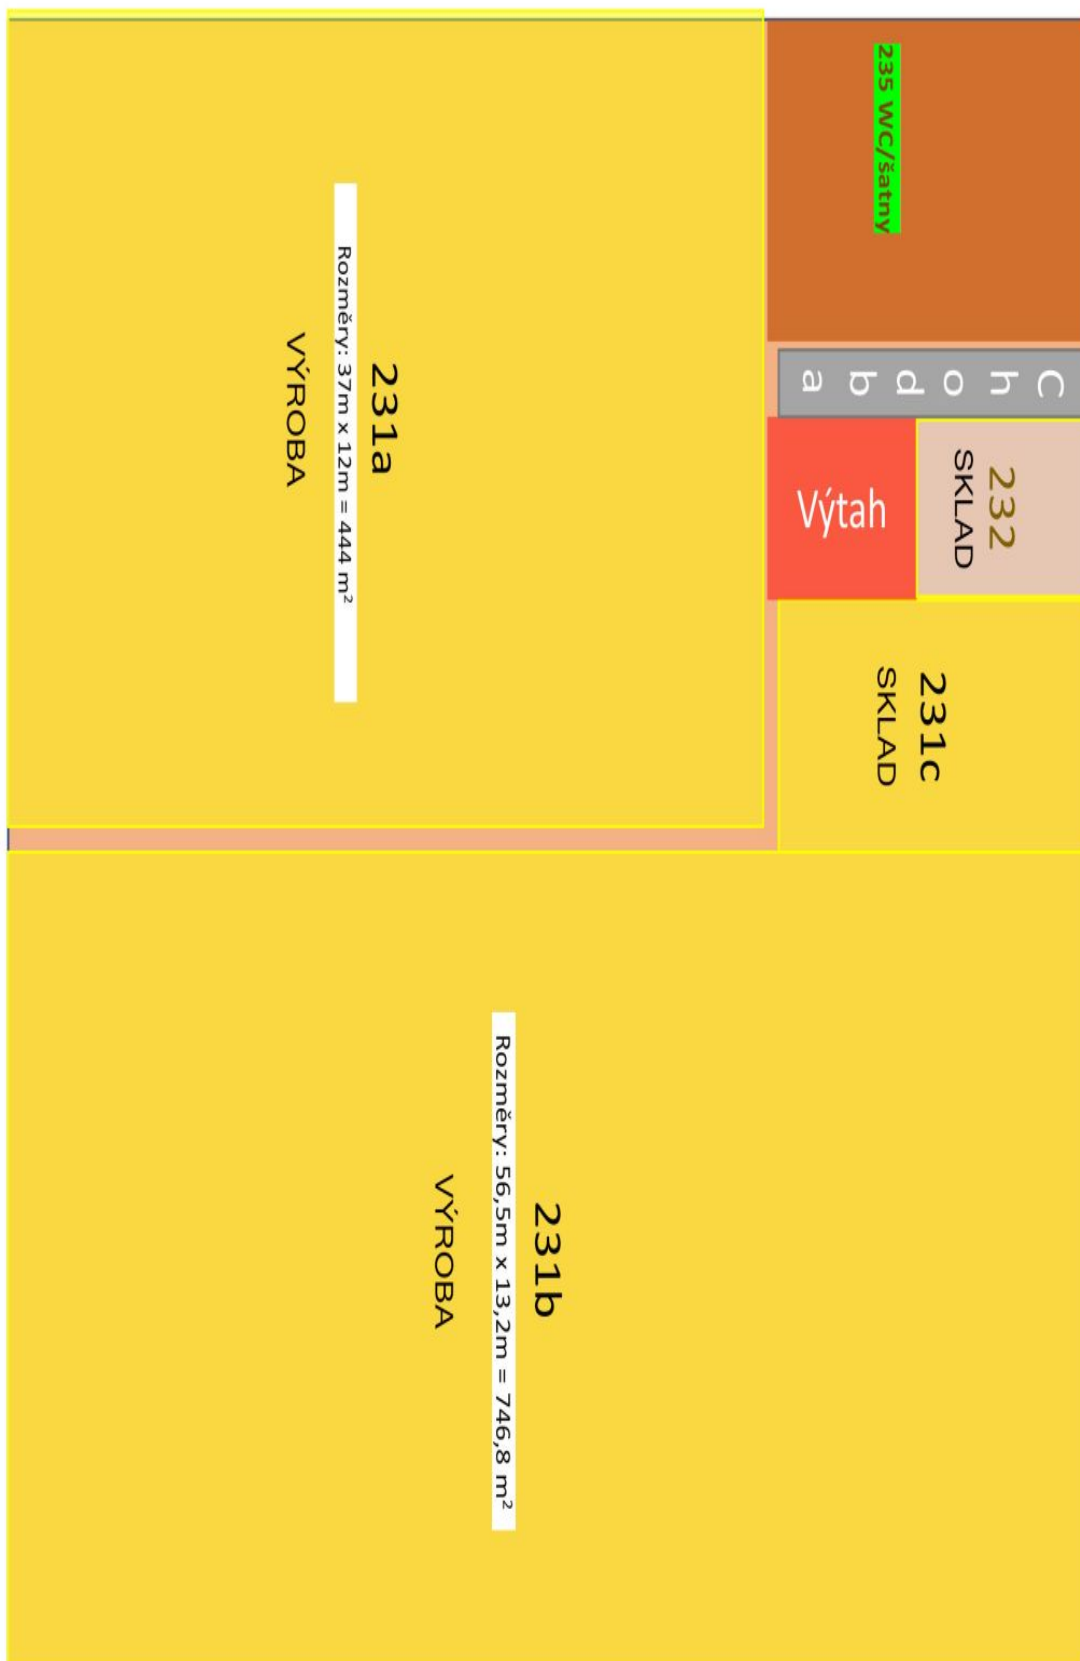 235 WC/šatny
Chodba
232
SKLAD
Výtah
231c
SKLAD
231a
Rozměry: 37m x 12m = 444 m²
VÝROBA
231b
Rozměry: 56,5m x 13,2m = 746,8 m²
VÝROBA